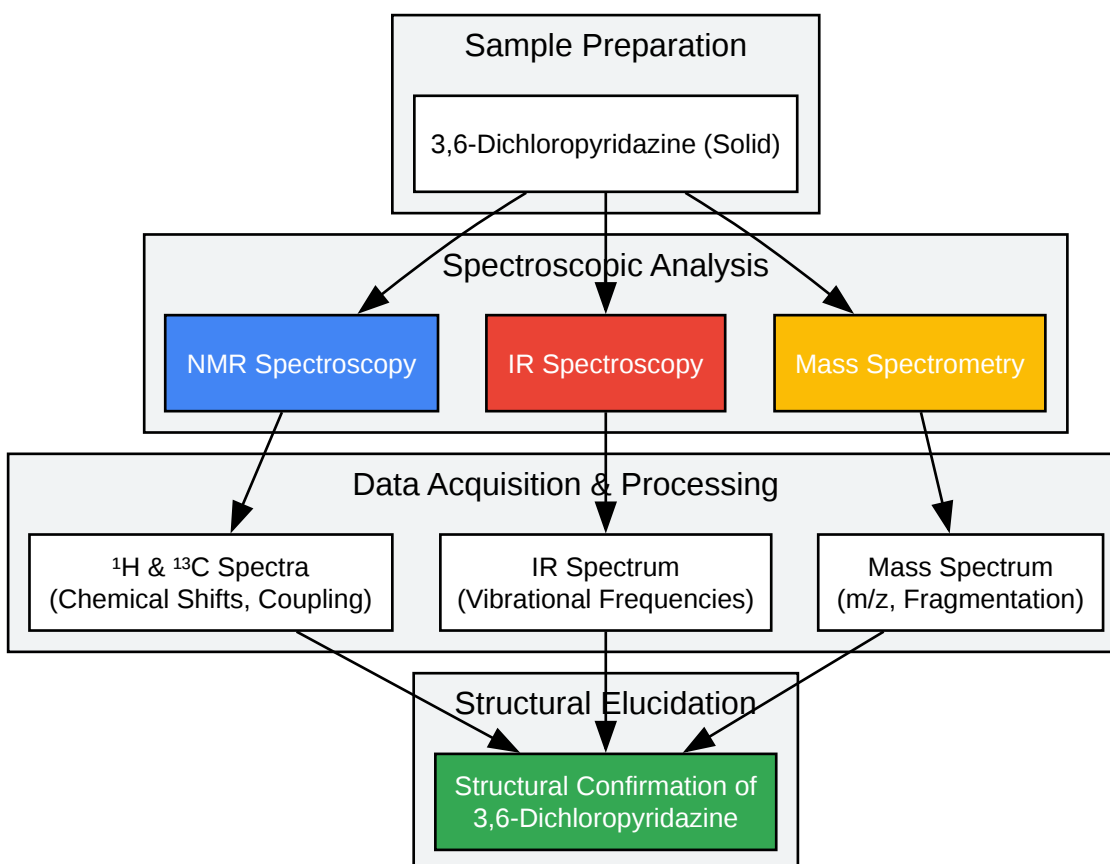 Sample Preparation
3,6-Dichloropyridazine (Solid)
Spectroscopic Analysis
NMR Spectroscopy
IR Spectroscopy
Mass Spectrometry
Data Acquisition & Processing
¹H & ¹³C Spectra
(Chemical Shifts, Coupling)
IR Spectrum
(Vibrational Frequencies)
Mass Spectrum
(m/z, Fragmentation)
Structural Elucidation
Structural Confirmation of
3,6-Dichloropyridazine